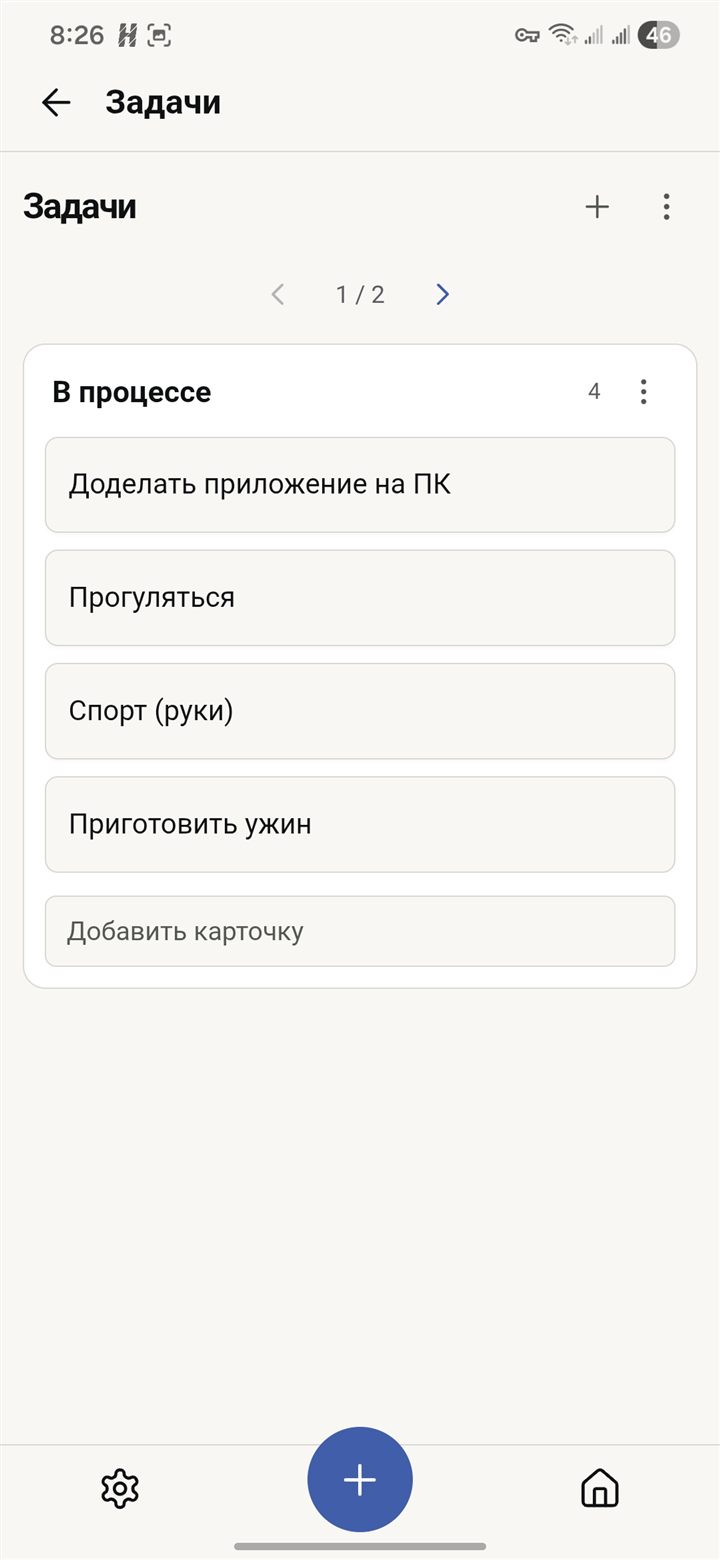 8:26
46
Задачи
Задачи
1 / 2
В процессе
4
Доделать приложение на ПК
Прогуляться
Спорт (руки)
Приготовить ужин
Добавить карточку